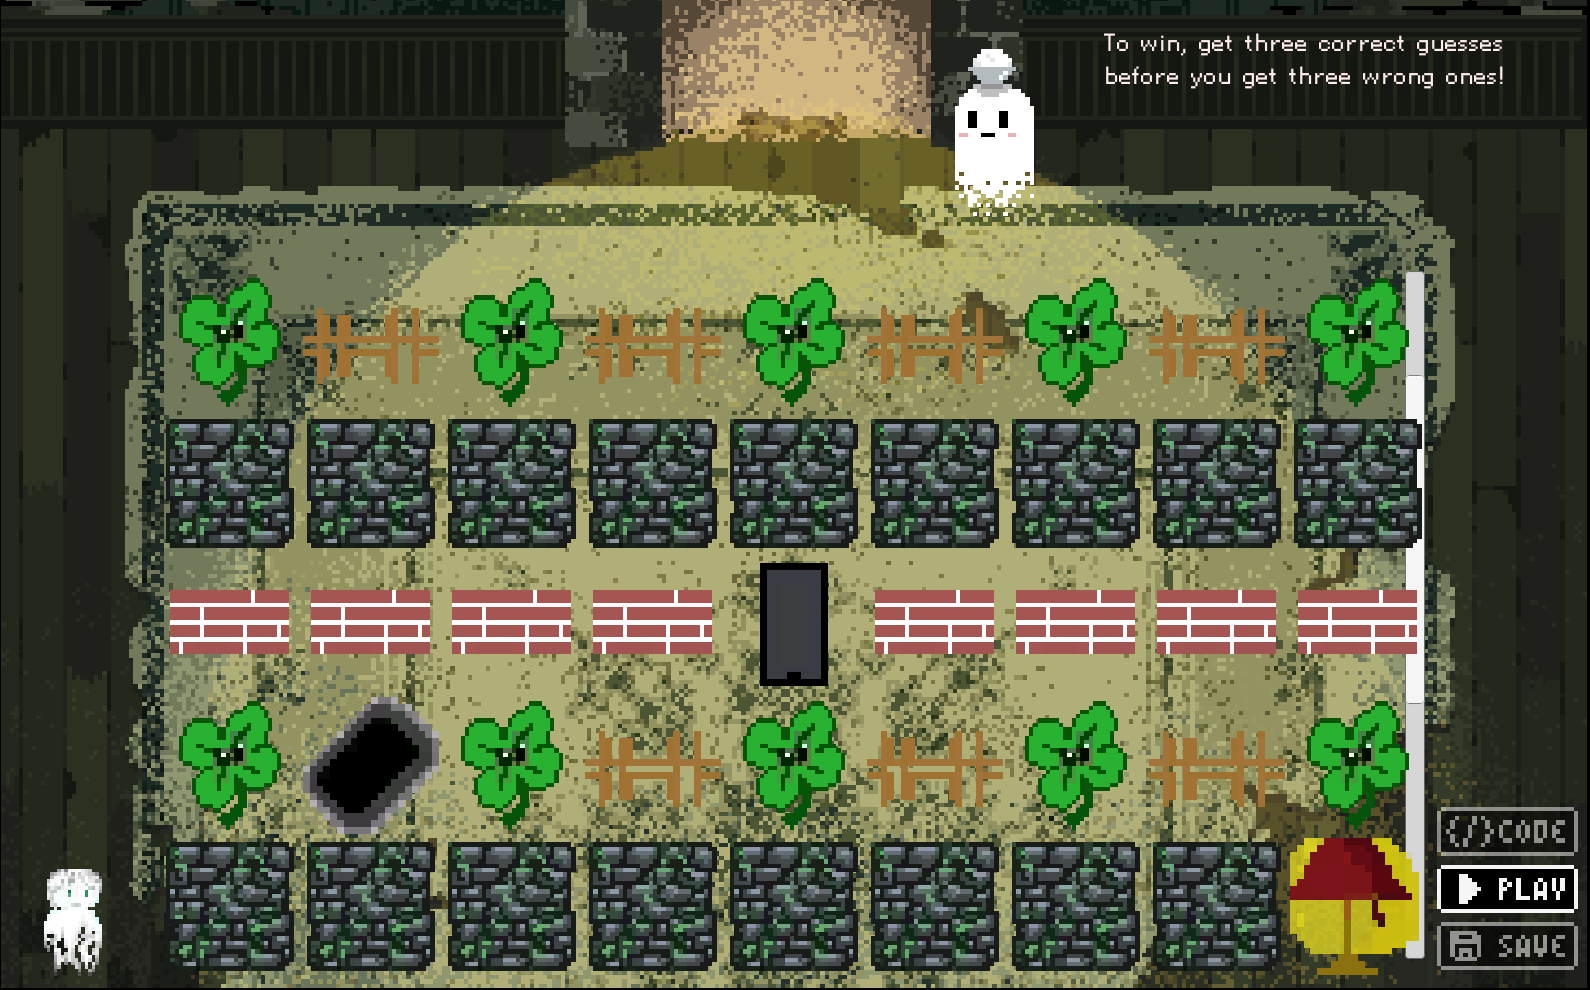 To win, get three correct guesses
before you get three wrong ones!
{/}CODE
PLAY
SAVE